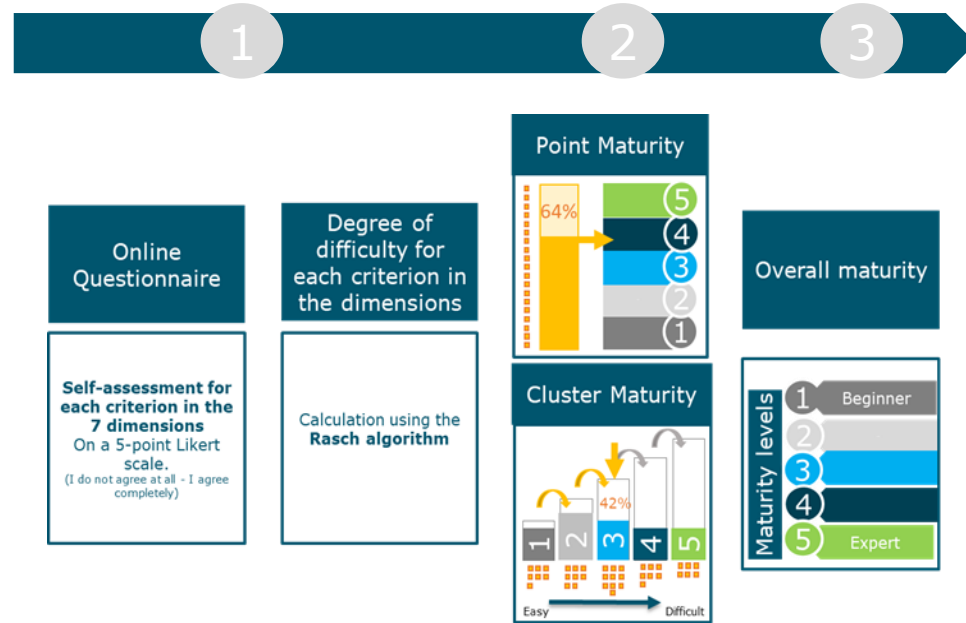 1
2
3
Online
Questionnaire
Self-assessment for
each criterion in the
7 dimensions
On a 5-point Likert
scale.
(I do not agree at all - I agree
completely)
Degree of
difficulty for
each criterion in
the dimensions
Calculation using the
Rasch algorithm
Point Maturity
64%
5
4
3
2
1
Cluster Maturity
42%
1
2
3
4
5
Easy
Difficult
Overall maturity
Maturity levels
1 Beginner
2
3
4
5 Expert